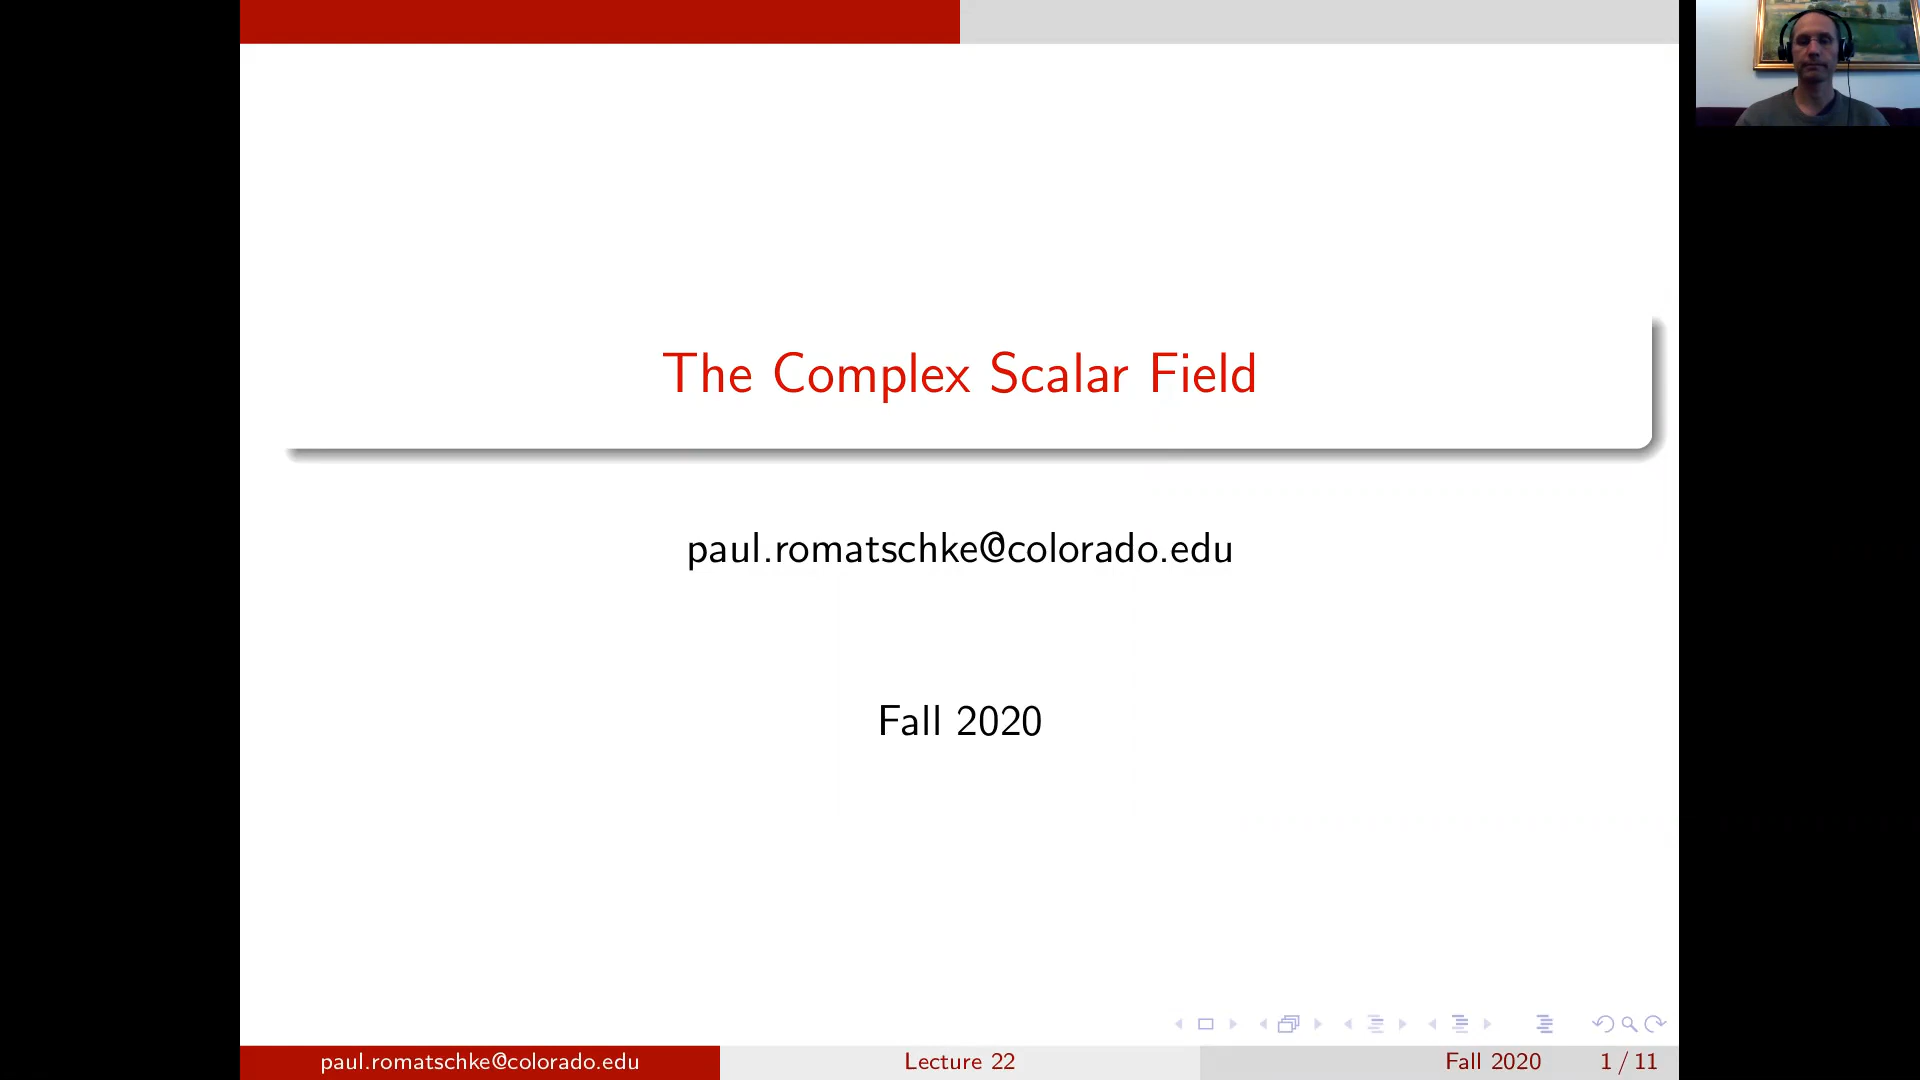 The Complex Scalar Field
paul.romatschke@colorado.edu
Fall 2020
paul.romatschke@colorado.edu
Lecture 22
Fall 2020
1 / 11